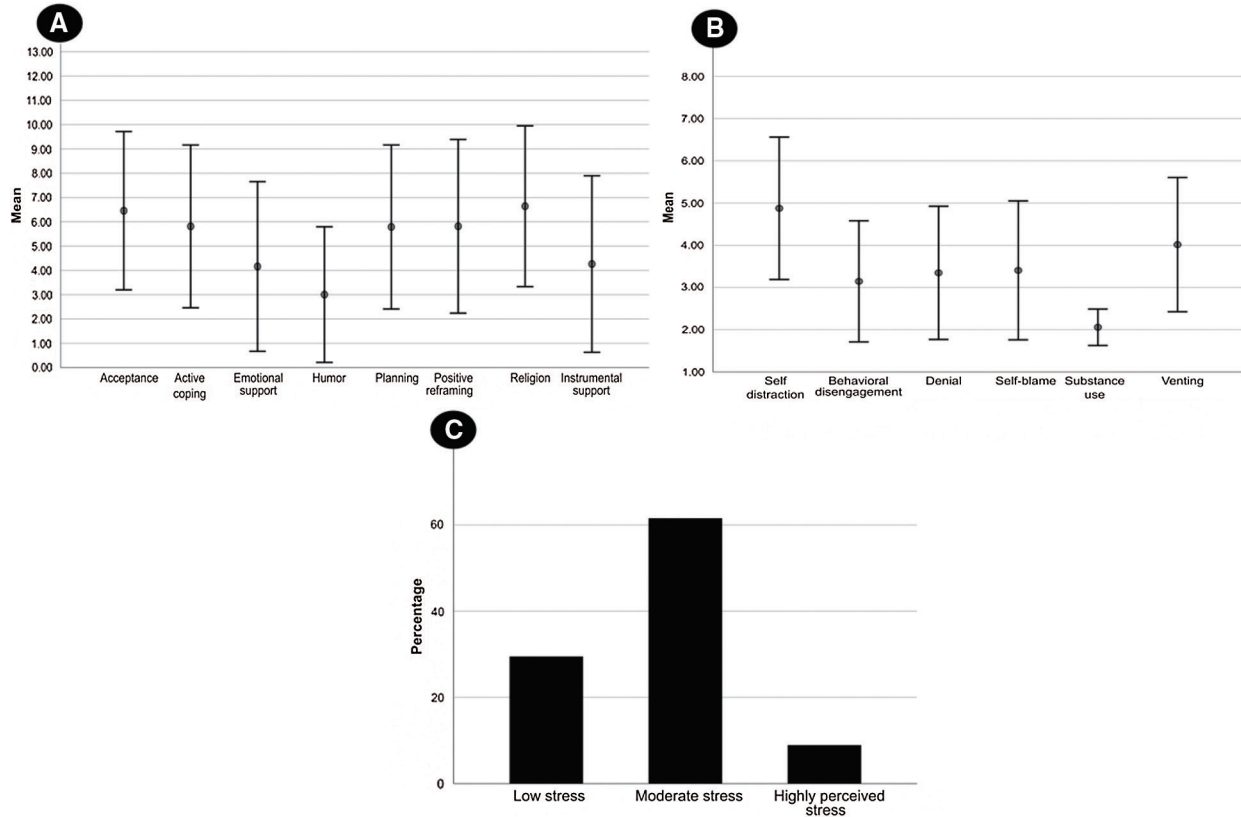 A
13.00
12.00
11.00
10.00
9.00
8.00
7.00
6.00
5.00
4.00
3.00
2.00
1.00
0.00
Mean
Acceptance Active coping Emotional support Humor Planning Positive reframing Religion Instrumental support
B
8.00
7.00
6.00
5.00
4.00
3.00
2.00
1.00
Mean
Self distraction Behavioral disengagement Denial Self-blame Substance use Venting
C
60
40
20
0
Percentage
Low stress Moderate stress Highly perceived stress